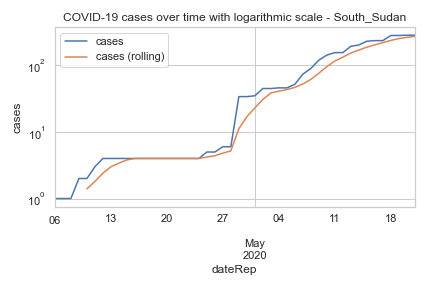 COVID-19 cases over time with logarithmic scale - South_Sudan
cases
cases (rolling)
cases
10²
10¹
10⁰
06 13 20 27 04 11 18
May
2020
dateRep